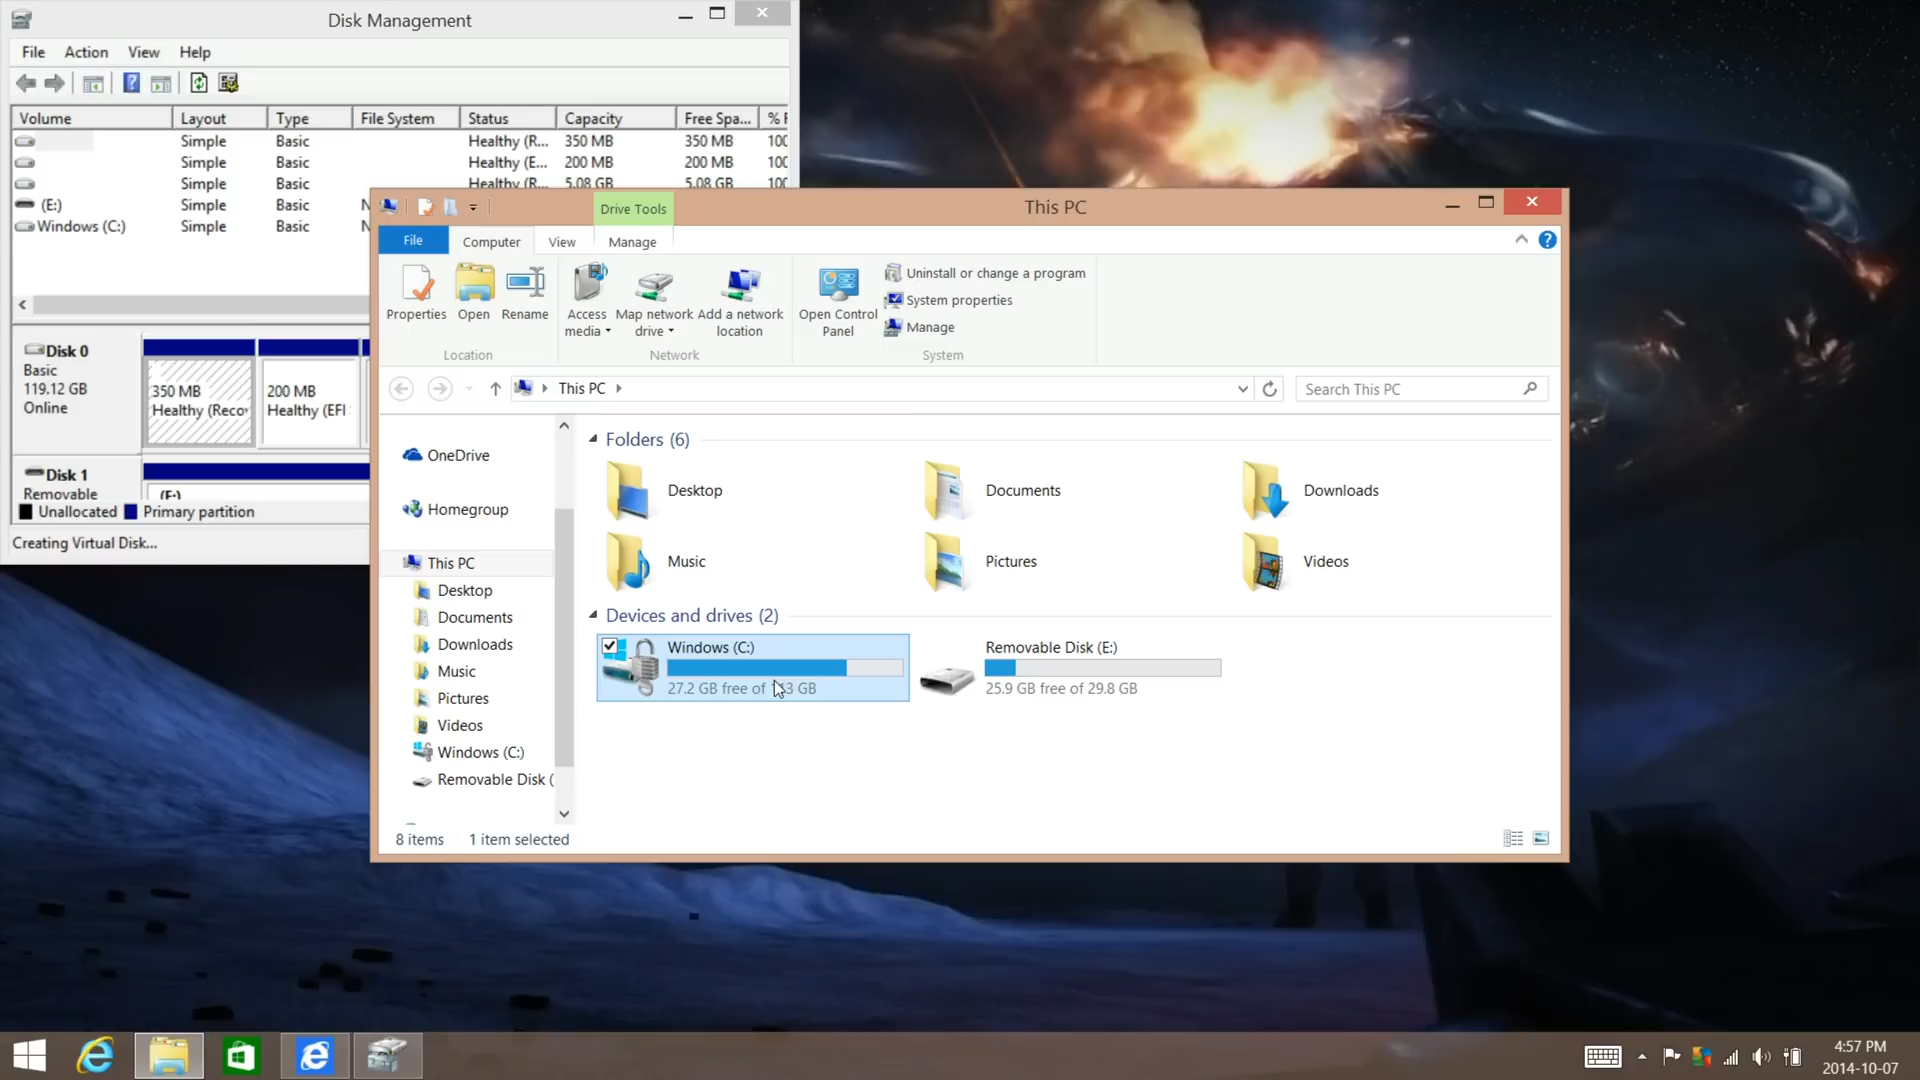 Disk Management
File Action View Help
Volume Layout Type File System Status Capacity Free Spa... %
Simple Basic Healthy (R... 350 MB 350 MB 100
Simple Basic Healthy (E... 200 MB 200 MB 100
Simple Basic Healthy (R... 5.08 GB 5.08 GB 100
(E:) Simple Basic
Windows (C:) Simple Basic
Disk 0
Basic
119.12 GB
Online
350 MB
Healthy (Reco
200 MB
Healthy (EFI
Disk 1
Removable
(E:)
Unallocated Primary partition
Creating Virtual Disk...
Drive Tools
This PC
File Computer View Manage
Properties
Open
Rename
Location
Access media
Map network drive
Add a network location
Network
Open Control Panel
Uninstall or change a program
System properties
Manage
System
This PC
Search This PC
OneDrive
Homegroup
This PC
Desktop
Documents
Downloads
Music
Pictures
Videos
Windows (C:)
Removable Disk (
Folders (6)
Desktop Documents Downloads
Music Pictures Videos
Devices and drives (2)
Windows (C:)
27.2 GB free of
GB
Removable Disk (E:)
25.9 GB free of 29.8 GB
8 items 1 item selected
4:57 PM
2014-10-07